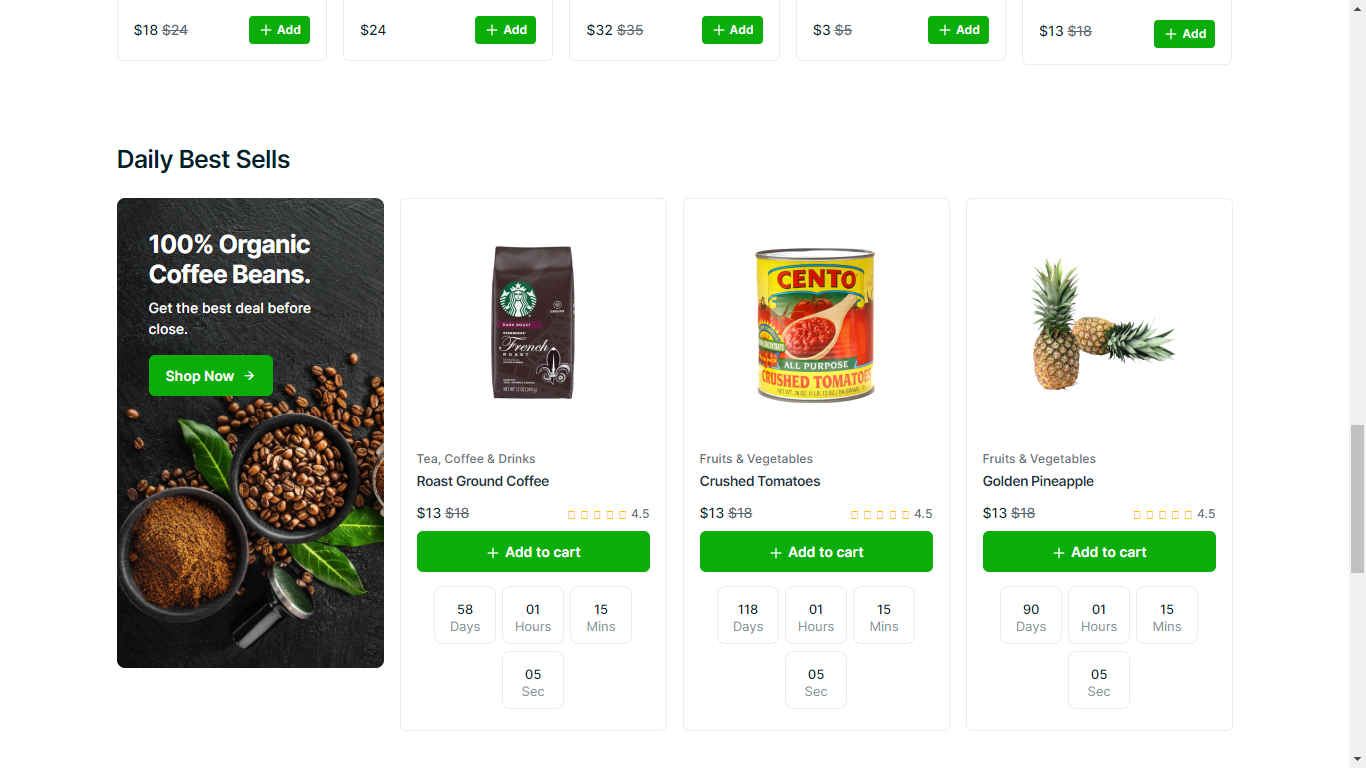 $18 $24
Add
$24
Add
$32 $35
Add
$3 $5
Add
$13 $18
Add
Daily Best Sells
100% Organic
Coffee Beans.
Get the best deal before
close.
Shop Now
DARK ROAST
French
ROAST
GROUND
Tea, Coffee & Drinks
Roast Ground Coffee
$13 $18
4.5
Add to cart
58
Days
01
Hours
15
Mins
05
Sec
CENTO
ALL PURPOSE
CRUSHED TOMATOES
Fruits & Vegetables
Crushed Tomatoes
$13 $18
4.5
Add to cart
118
Days
01
Hours
15
Mins
05
Sec
Fruits & Vegetables
Golden Pineapple
$13 $18
4.5
Add to cart
90
Days
01
Hours
15
Mins
05
Sec